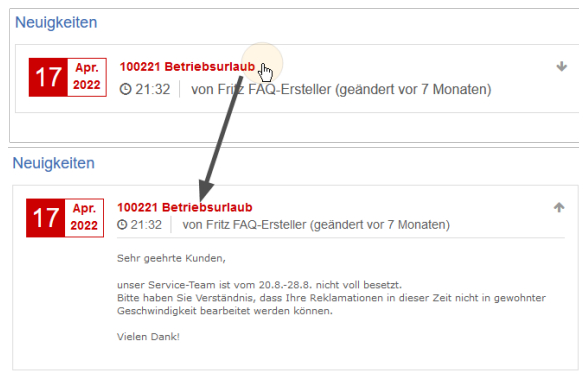 Neuigkeiten
17 Apr. 2022
100221 Betriebsurlaub
21:32 von Fritz FAQ-Ersteller (geändert vor 7 Monaten)
Neuigkeiten
17 Apr. 2022
100221 Betriebsurlaub
21:32 von Fritz FAQ-Ersteller (geändert vor 7 Monaten)
Sehr geehrte Kunden,
unser Service-Team ist vom 20.8.-28.8. nicht voll besetzt.
Bitte haben Sie Verständnis, dass Ihre Reklamationen in dieser Zeit nicht in gewohnter
Geschwindigkeit bearbeitet werden können.
Vielen Dank!